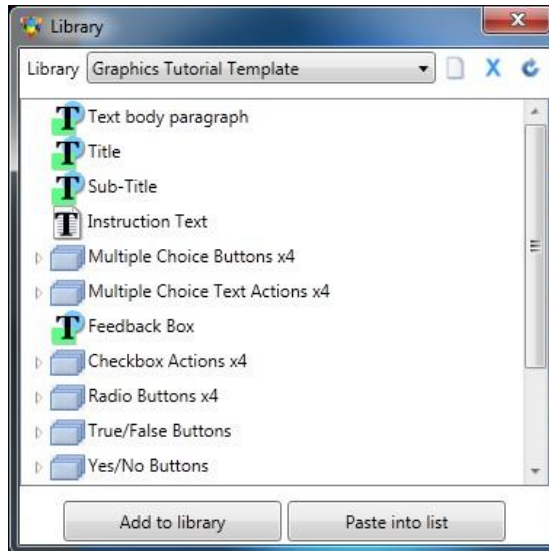 Library
Library Graphics Tutorial Template
Text body paragraph
Title
Sub-Title
Instruction Text
Multiple Choice Buttons x4
Multiple Choice Text Actions x4
Feedback Box
Checkbox Actions x4
Radio Buttons x4
True/False Buttons
Yes/No Buttons
Add to library Paste into list